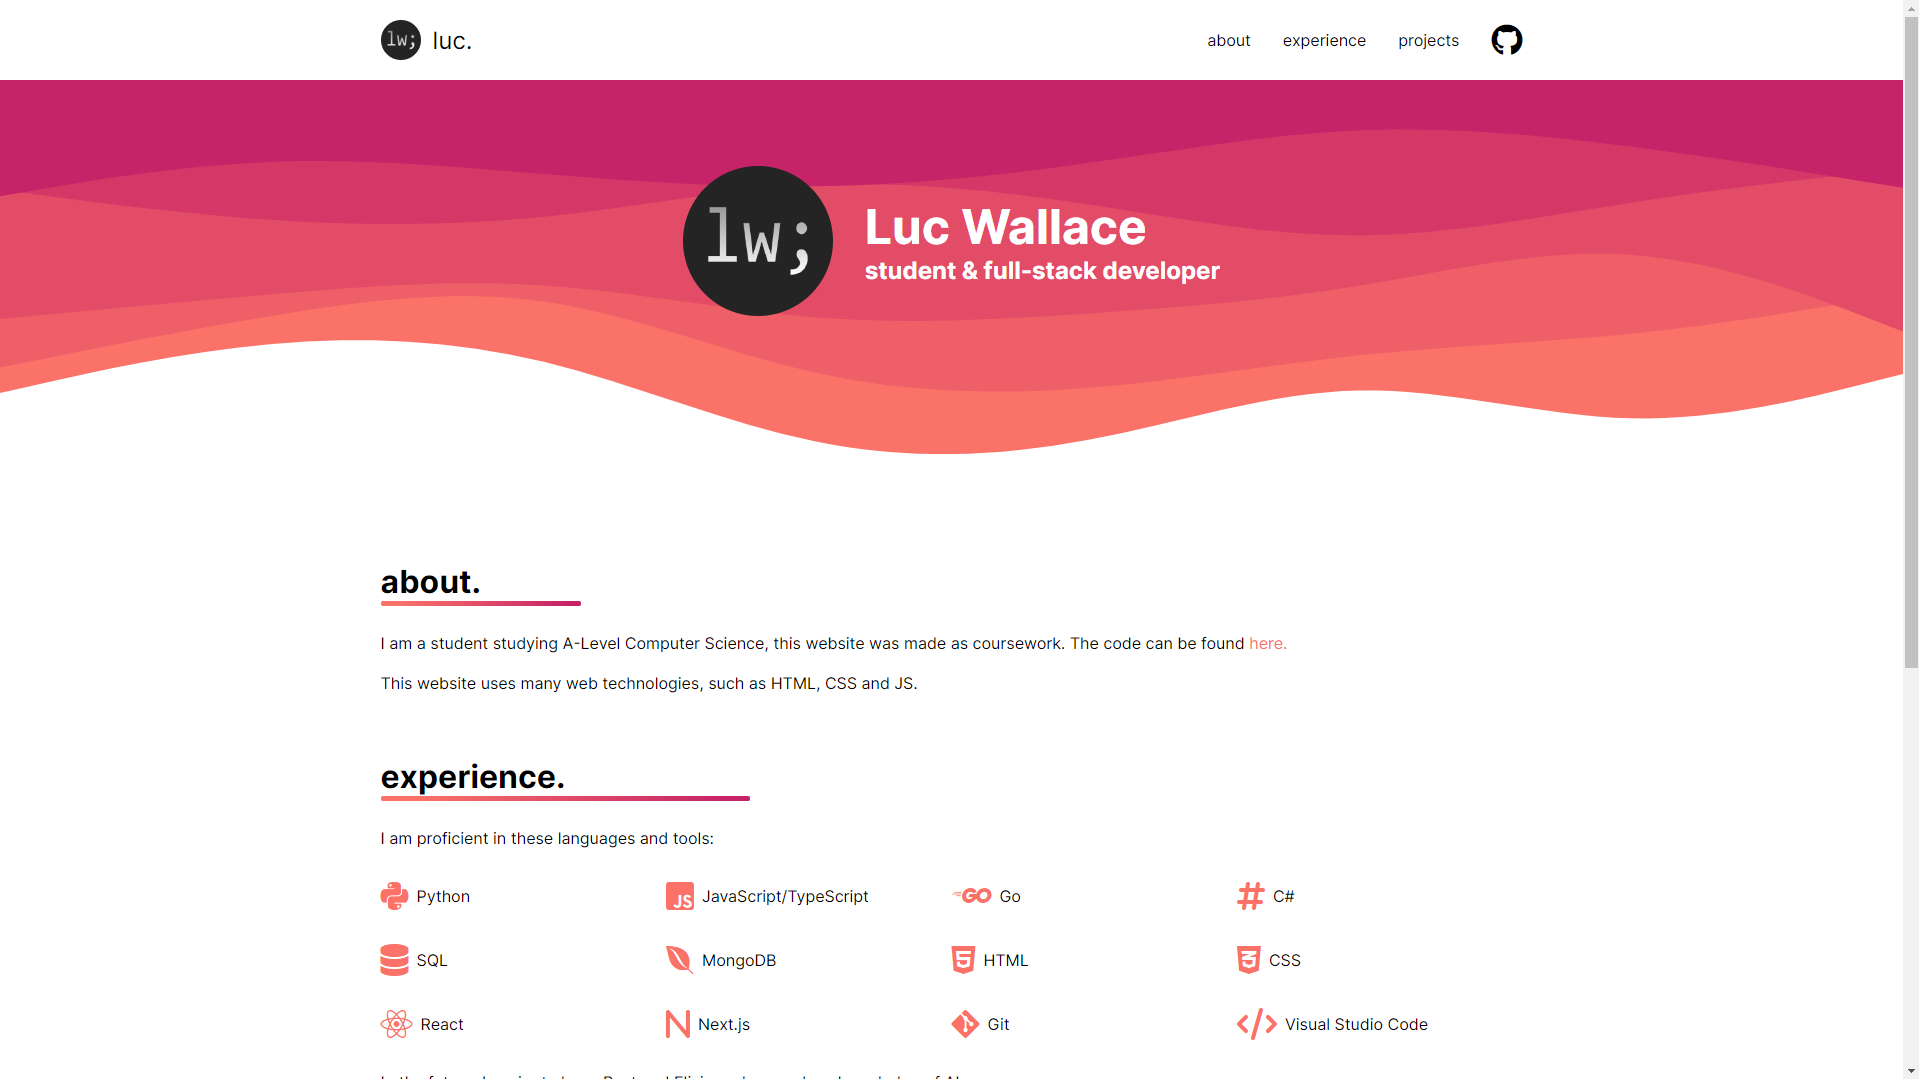 lw; luc. about experience projects
lw;
Luc Wallace
student & full-stack developer
about.
I am a student studying A-Level Computer Science, this website was made as coursework. The code can be found here.
This website uses many web technologies, such as HTML, CSS and JS.
experience.
I am proficient in these languages and tools:
Python JS JavaScript/TypeScript GO Go C#
SQL MongoDB 5 HTML 3 CSS
React Next.js Git Visual Studio Code